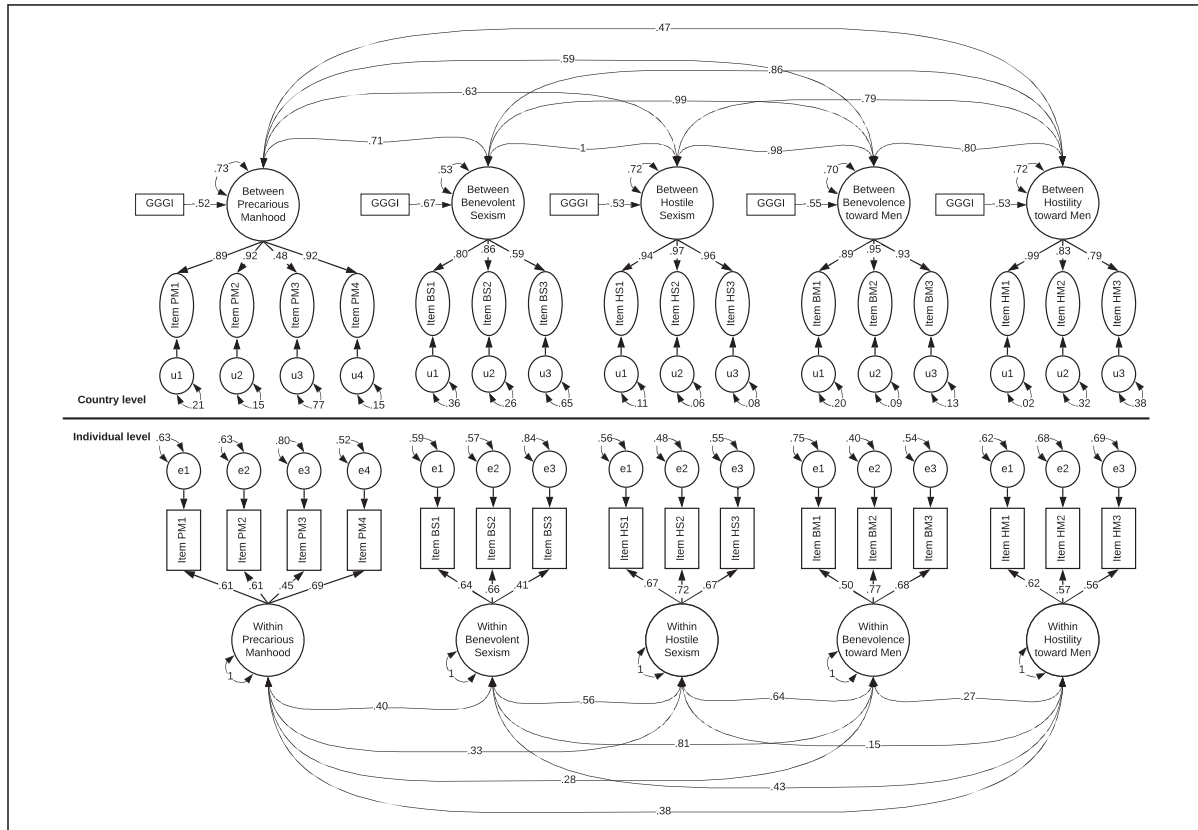 .47
.59
.86
.63
.99
.79
.71
1
.98
.80
.73
.53
.72
.70
.72
GGGI
-.52
Between
Precarious
Manhood
GGGI
-.67
Between
Benevolent
Sexism
GGGI
-.53
Between
Hostile
Sexism
GGGI
-.55
Between
Benevolence
toward Men
GGGI
-.53
Between
Hostility
toward Men
.89 .92 .48 .92
.80 .86 .59
.94 .97 .96
.89 .95 .93
.99 .83 .79
Item PM1
Item PM2
Item PM3
Item PM4
Item BS1
Item BS2
Item BS3
Item HS1
Item HS2
Item HS3
Item BM1
Item BM2
Item BM3
Item HM1
Item HM2
Item HM3
u1 u2 u3 u4
u1 u2 u3
u1 u2 u3
u1 u2 u3
u1 u2 u3
.21 .15 .77 .15
.36 .26 .65
.11 .06 .08
.20 .09 .13
.02 .32 .38
Country level
Individual level
.63 .63 .80 .52
.59 .57 .84
.56 .48 .55
.75 .40 .54
.62 .68 .69
e1 e2 e3 e4
e1 e2 e3
e1 e2 e3
e1 e2 e3
e1 e2 e3
Item PM1
Item PM2
Item PM3
Item PM4
Item BS1
Item BS2
Item BS3
Item HS1
Item HS2
Item HS3
Item BM1
Item BM2
Item BM3
Item HM1
Item HM2
Item HM3
.61 .61 .45 .69
.64 .66 .41
.67 .72 .67
.50 .77 .68
.62 .57 .56
Within
Precarious
Manhood
1
Within
Benevolent
Sexism
1
Within
Hostile
Sexism
1
Within
Benevolence
toward Men
1
Within
Hostility
toward Men
1
.40
.56
.64
.27
.33
.81
.15
.28
.43
.38